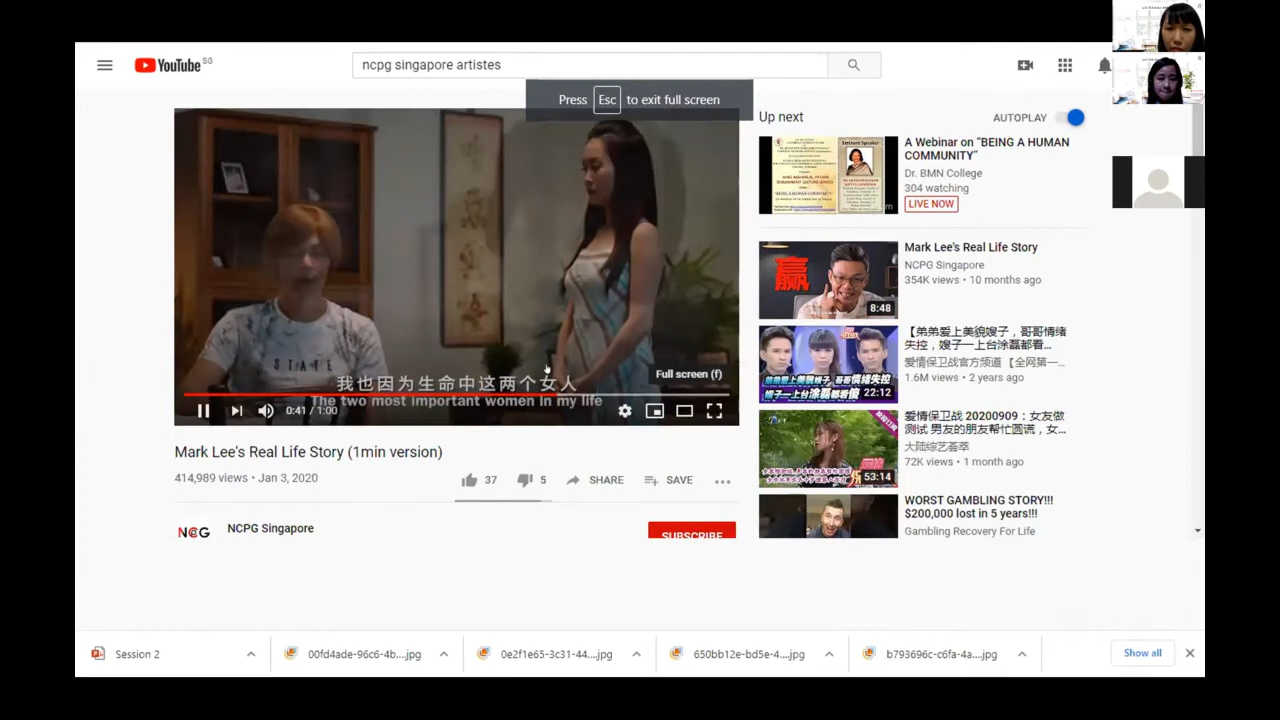 YouTube SG
ncpg singapore artistes
Press Esc to exit full screen
Up next
AUTOPLAY
A Webinar on "BEING A HUMAN
COMMUNITY"
Dr. BMN College
304 watching
LIVE NOW
Eminent Speaker
Mark Lee's Real Life Story
NCPG Singapore
354K views • 10 months ago
赢
8:48
【弟弟爱上美貌嫂子，哥哥情绪
失控，嫂子一上台涂磊都看...
爱情保卫战官方频道【全网第一...
1.6M views • 2 years ago
22:12
爱情保卫战 20200909：女友做
测试 男友的朋友帮忙圆谎，女...
大陆综艺荟萃
72K views • 1 month ago
53:14
WORST GAMBLING STORY!!!
$200,000 lost in 5 years!!!
Gambling Recovery For Life
STATE
我也因为生命中这两个女人
The two most important women in my life
Full screen (f)
0:41 / 1:00
Mark Lee's Real Life Story (1min version)
414,989 views • Jan 3, 2020
37
5
SHARE
SAVE
NCPG Singapore
SUBSCRIBE
Session 2
00fd4ade-96c6-4b....jpg
0e2f1e65-3c31-44....jpg
650bb12e-bd5e-4....jpg
b793696c-c6fa-4a....jpg
Show all